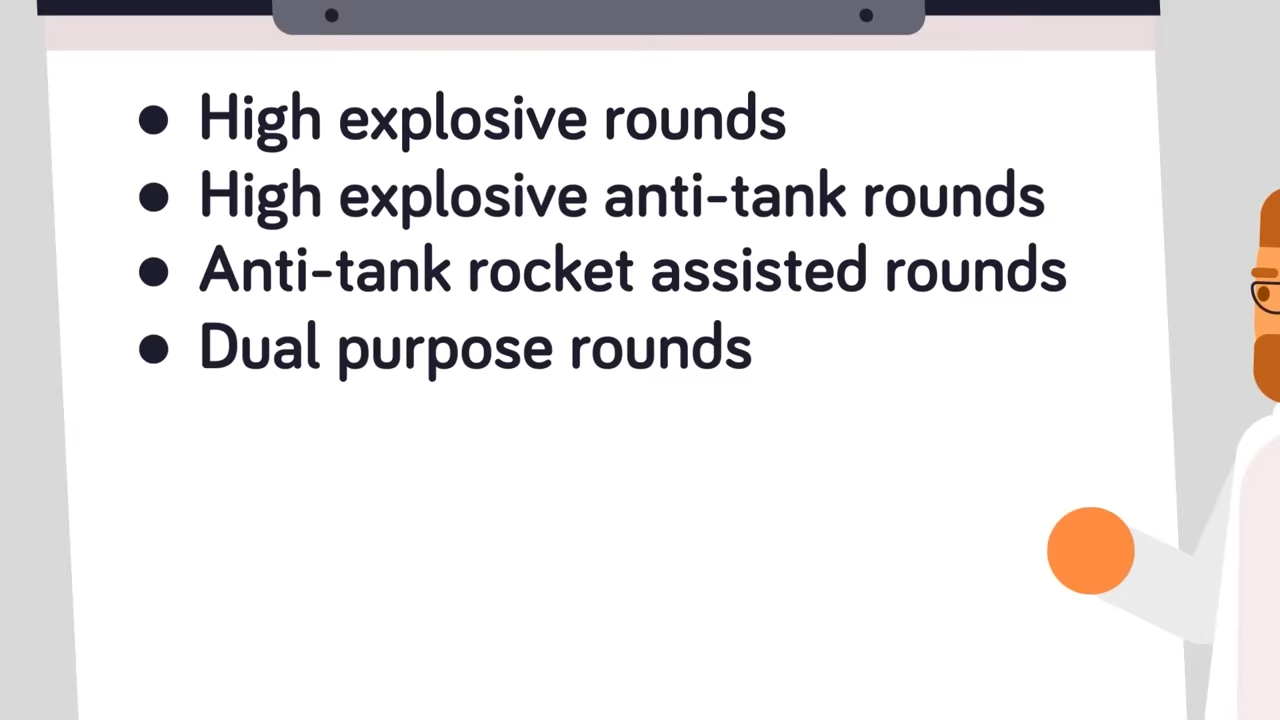 • High explosive rounds
• High explosive anti-tank rounds
• Anti-tank rocket assisted rounds
• Dual purpose rounds